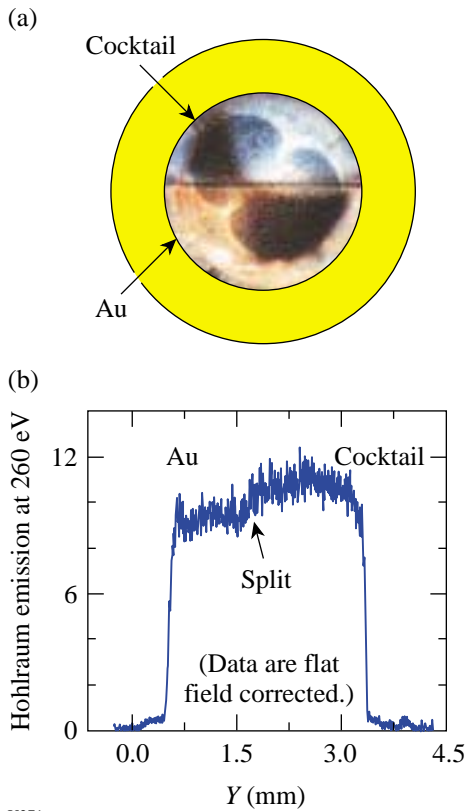 (a)
Cocktail
Au
(b)
Hohlraum emission at 260 eV
12
6
0
Au
Cocktail
Split
(Data are flat
field corrected.)
0.0
1.5
3.0
4.5
Y (mm)